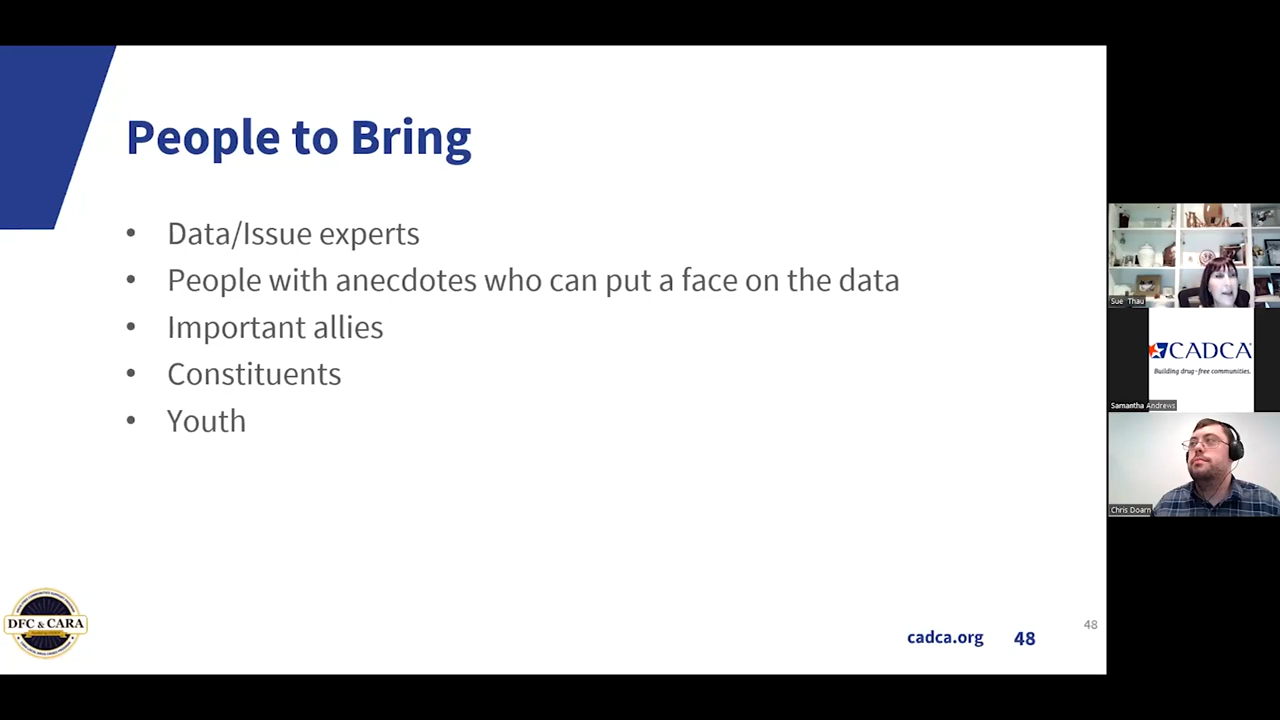 People to Bring
• Data/Issue experts
• People with anecdotes who can put a face on the data
• Important allies
• Constituents
• Youth
DFC & CARA
cadca.org 48
48
Sue Thau
CADCA
Building drug-free communities.
Samantha Andrews
Chris Doarn